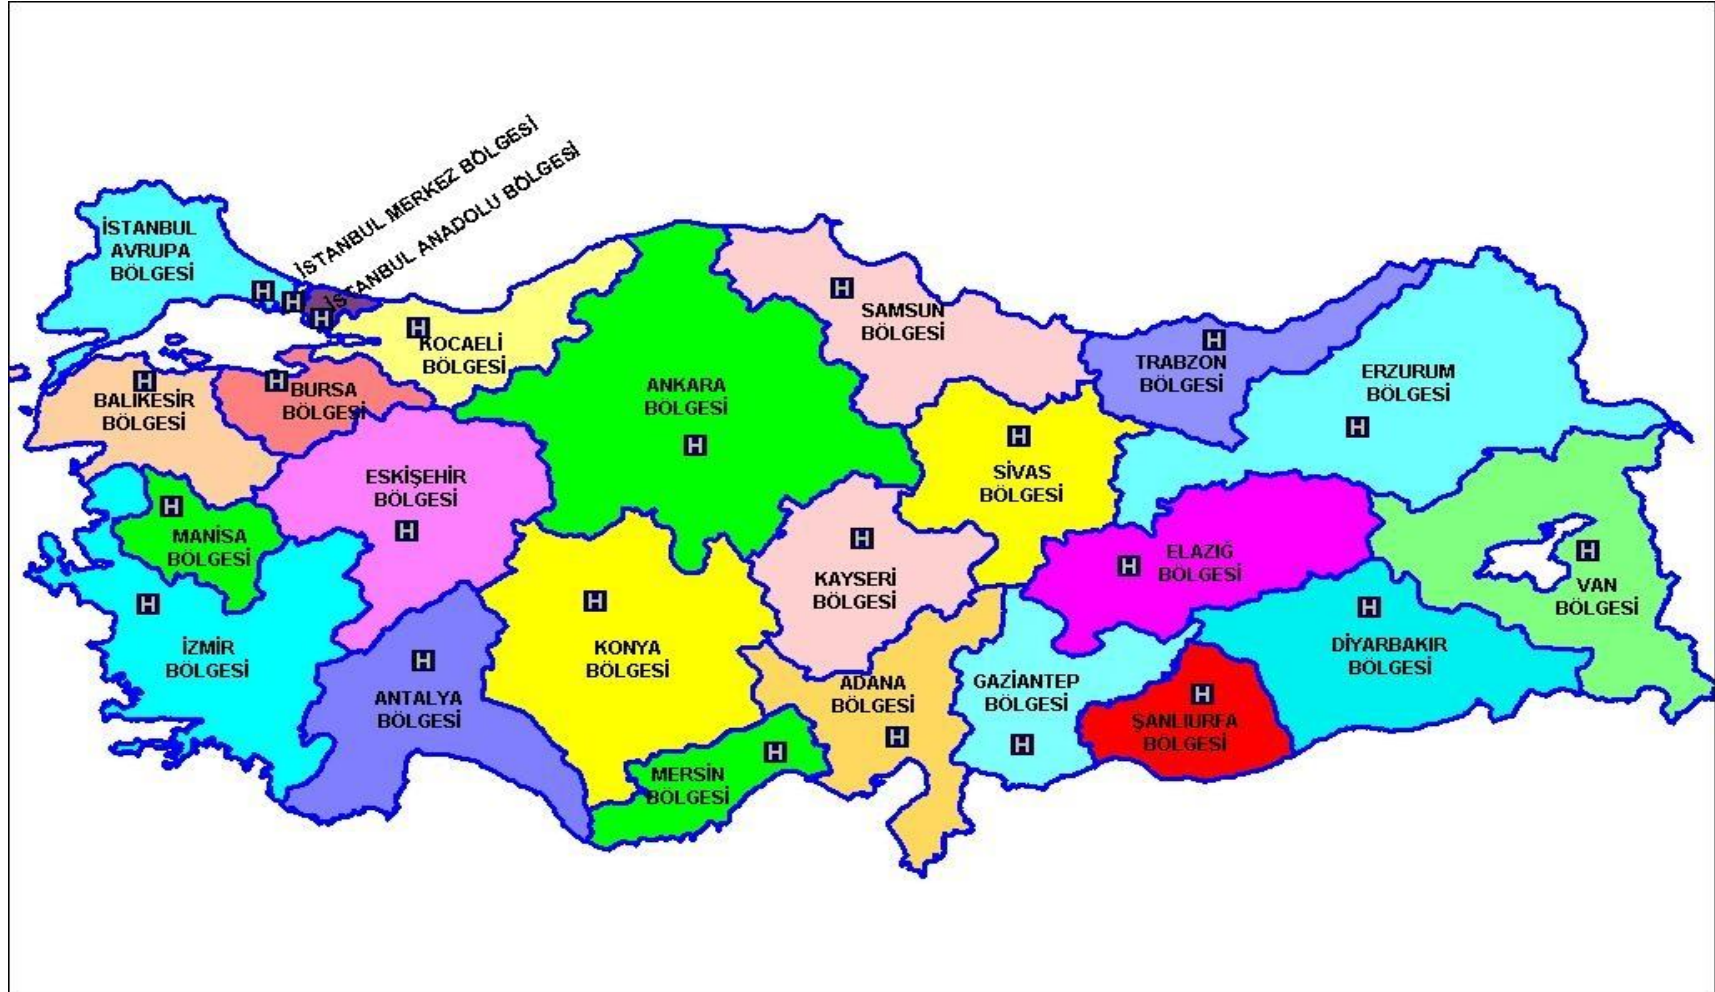 İSTANBUL MERKEZ BÖLGESİ
İSTANBUL ANADOLU BÖLGESİ
İSTANBUL
AVRUPA
BÖLGESİ
H
H
H
H
KOCAELİ
BÖLGESİ
H
BALIKESİR
BÖLGESİ
H
BURSA
BÖLGESİ
ANKARA
BÖLGESİ
H
H
SAMSUN
BÖLGESİ
H
TRABZON
BÖLGESİ
ERZURUM
BÖLGESİ
H
ESKİŞEHİR
BÖLGESİ
H
H
SİVAS
BÖLGESİ
H
MANİSA
BÖLGESİ
H
KAYSERİ
BÖLGESİ
H
ELAZIĞ
BÖLGESİ
H
VAN
BÖLGESİ
H
İZMİR
BÖLGESİ
H
KONYA
BÖLGESİ
H
DİYARBAKIR
BÖLGESİ
H
ANTALYA
BÖLGESİ
ADANA
BÖLGESİ
H
GAZİANTEP
BÖLGESİ
H
H
ŞANLIURFA
BÖLGESİ
H
MERSİN
BÖLGESİ